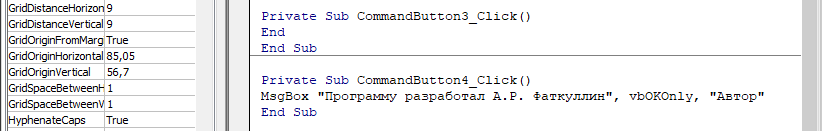 GridDistanceHorizon 9
GridDistanceVertical 9
GridOriginFromMarg True
GridOriginHorizontal 85,05
GridOriginVertical 56,7
GridSpaceBetweenH 1
GridSpaceBetweenV 1
HyphenateCaps True
Private Sub CommandButton3_Click()
End
End Sub
Private Sub CommandButton4_Click()
MsgBox "Программу разработал А.Р. Фаткуллин", vbOKOnly, "Автор"
End Sub